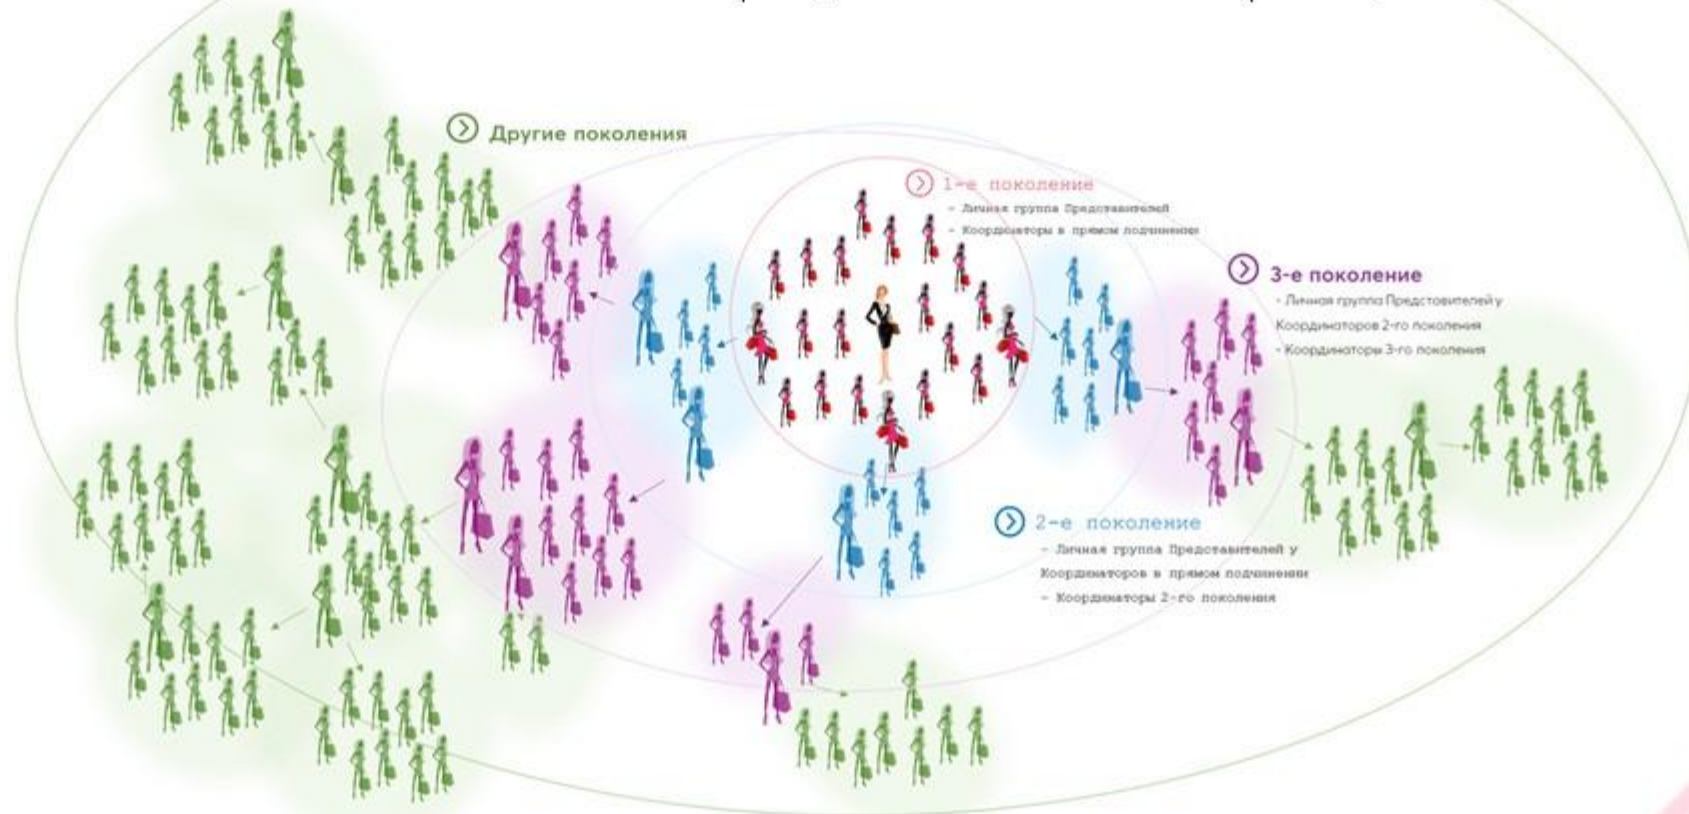 Другие поколения
1-е поколение
- Личная группа Представителей
- Координаторы в прямом подчинении
3-е поколение
- Личная группа Предстовителей у
Координаторов 2-го поколения
- Координаторы 3-го поколения
2-е поколение
- Личная группа Представителей у
Координаторов в прямом подчинении
- Координаторы 2-го поколения